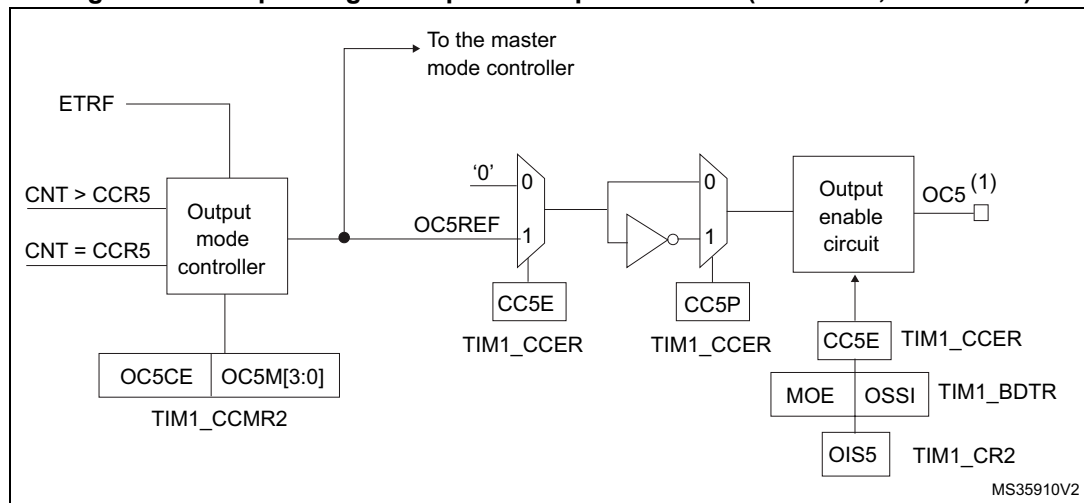 To the master
mode controller
ETRF
CNT > CCR5
CNT = CCR5
Output
mode
controller
OC5CE
OC5M[3:0]
TIM1_CCMR2
'0'
OC5REF
0
1
CC5E
TIM1_CCER
0
1
CC5P
TIM1_CCER
Output
enable
circuit
OC5 (1)
CC5E
TIM1_CCER
MOE
OSSI
TIM1_BDTR
OIS5
TIM1_CR2
MS35910V2